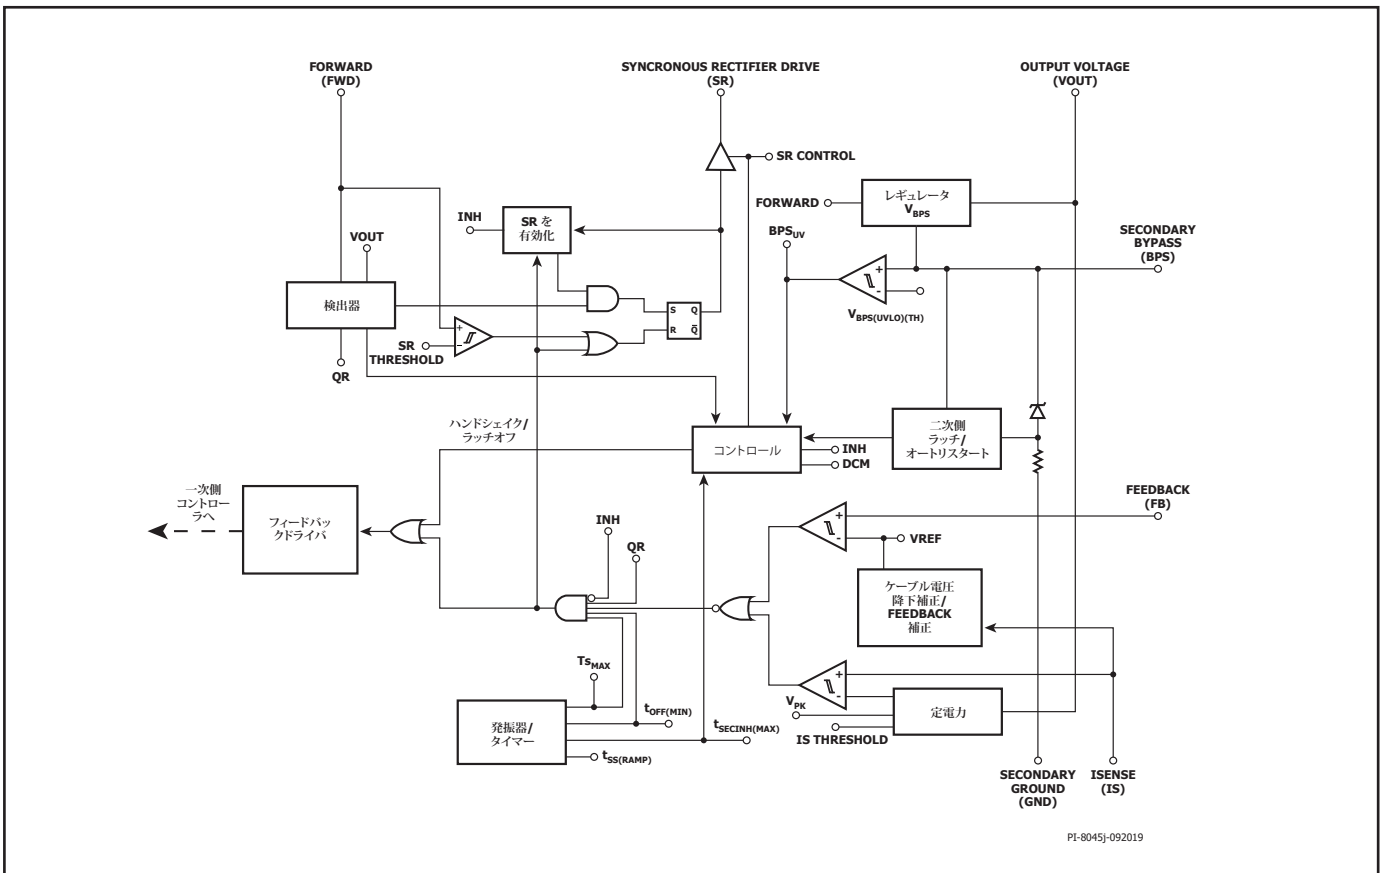 FORWARD
(FWD)
SYNCRONOUS RECTIFIER DRIVE
(SR)
OUTPUT VOLTAGE
(VOUT)
SR CONTROL
レギュレータ
VBPS
FORWARD
INH
SR を
有効化
BPSUV
SECONDARY
BYPASS
(BPS)
VOUT
検出器
+
-
VBPS(UVLO)(TH)
S Q
R Q̅
+
−
SR
THRESHOLD
QR
ハンドシェイク/
ラッチオフ
コントロール
INH
DCM
二次側
ラッチ/
オートリスタート
一次側
コントロー
ラへ
フィードバッ
クドライバ
FEEDBACK
(FB)
INH
QR
+
-
VREF
ケーブル電圧
降下補正/
FEEDBACK
補正
TsMAX
+
-
VPK
定電力
IS THRESHOLD
発振器/
タイマー
tOFF(MIN)
tSECINH(MAX)
tSS(RAMP)
SECONDARY
GROUND
(GND)
ISENSE
(IS)
PI-8045j-092019